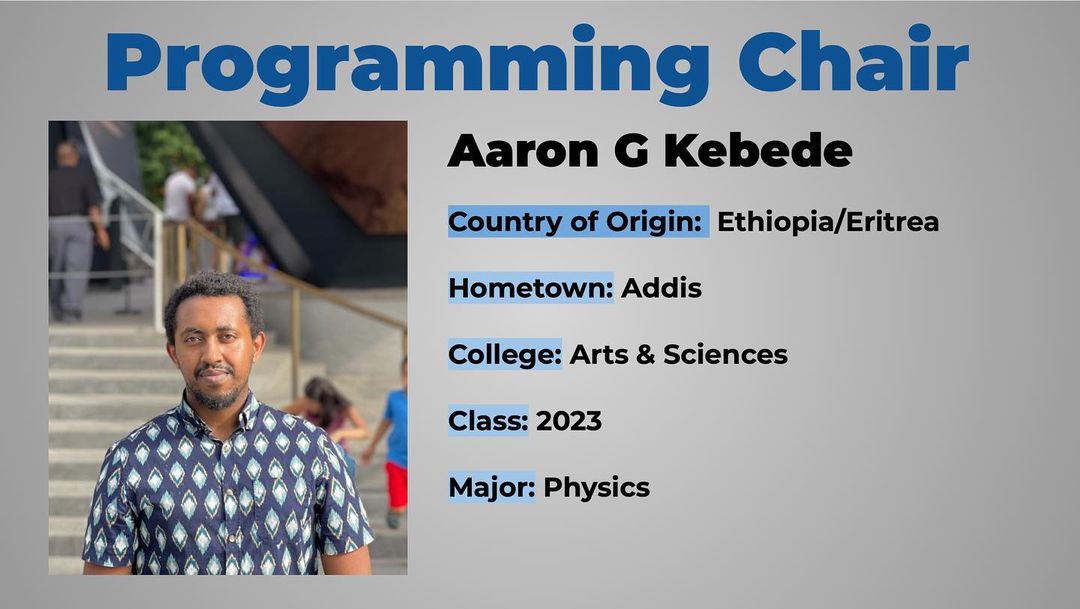 Programming Chair
Aaron G Kebede
Country of Origin: Ethiopia/Eritrea
Hometown: Addis
College: Arts & Sciences
Class: 2023
Major: Physics